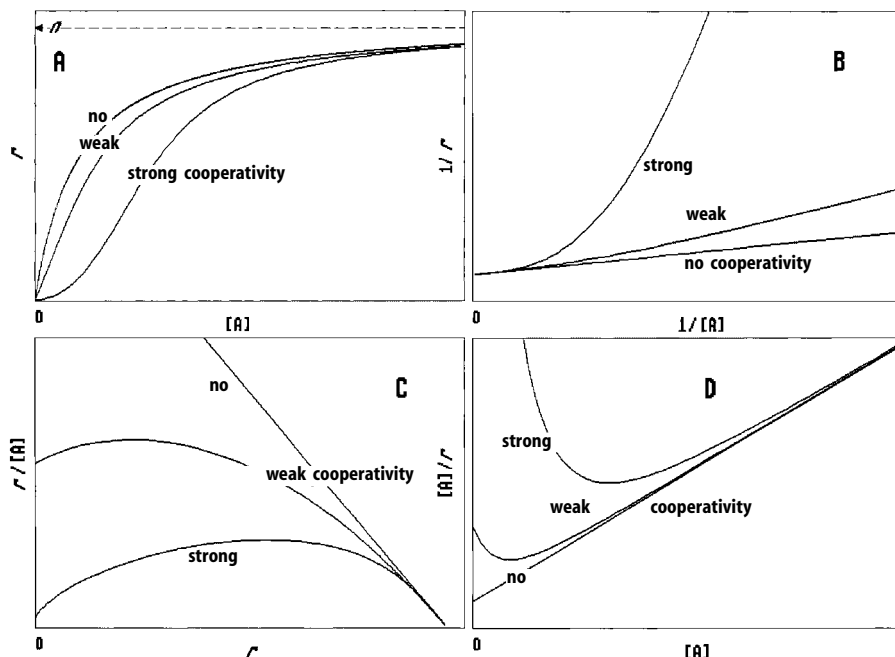 n
A
no
weak
strong cooperativity
r
0
[A]
B
strong
weak
no cooperativity
1/r
0
1/[A]
C
no
weak cooperativity
strong
r/[A]
0
r
D
strong
weak cooperativity
no
[A]/r
0
[A]